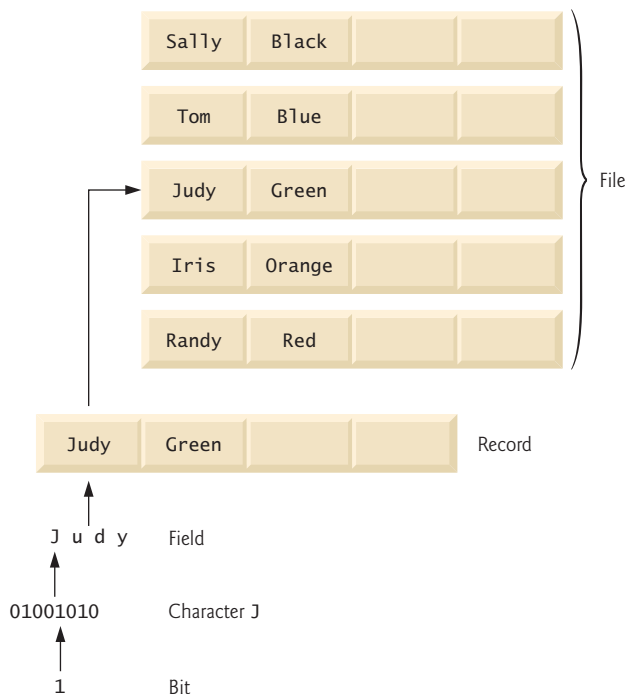 Sally Black
Tom Blue
Judy Green
File
Iris Orange
Randy Red
Judy Green Record
J u d y Field
01001010 Character J
1 Bit